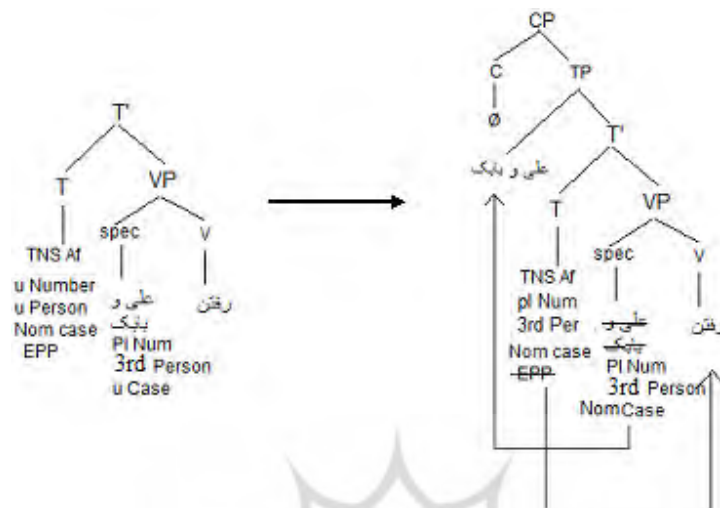 CP
C
TP
Ø
T'
علی و بابک
T
VP
spec
V
TNS Af
pl Num
3rd Per
Nom case
EPP
علی و
بابک
Pl Num
3rd Person
NomCase
رفتن
T'
T
VP
TNS Af
spec
V
u Number
u Person
Nom case
EPP
علی و
بابک
Pl Num
3rd Person
u Case
رفتن